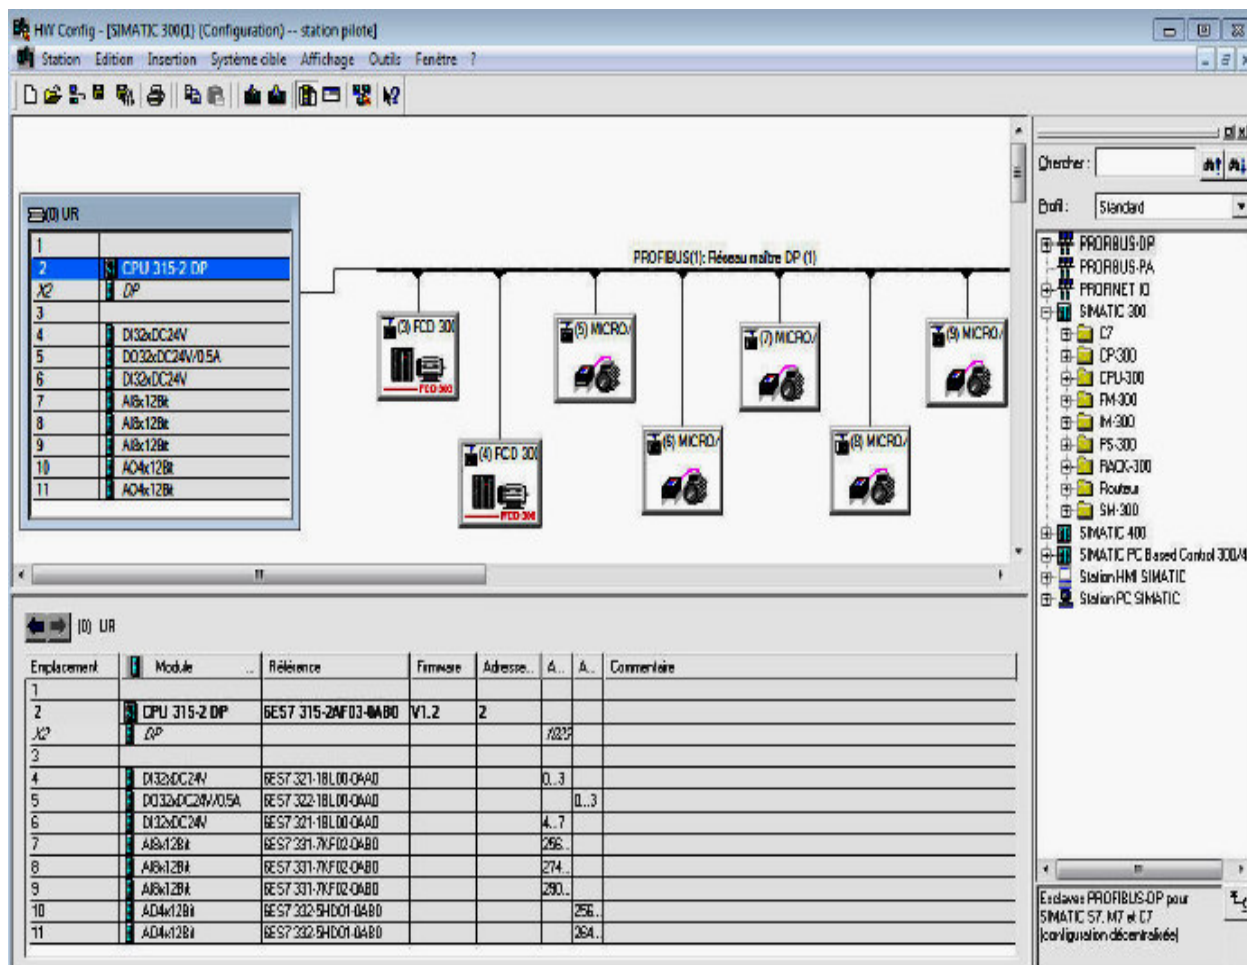 HW Config - [SIMATIC 300(1) (Configuration) -- station pilote]
Station Edition Insertion Système cible Affichage Outils Fenêtre ?
Chercher :
Profil : Standard
(0) UR
1
2 CPU 315-2 DP
X2 DP
3
4 DI32xDC24V
5 DO32xDC24V/0.5A
6 DI32xDC24V
7 AI8x12Bit
8 AI8x12Bit
9 AI8x12Bit
10 AO4x12Bit
11 AO4x12Bit
PROFIBUS(1): Réseau maître DP (1)
(3) FCD 300
FCD 300
(5) MICRO/
(7) MICRO/
(9) MICRO/
(4) FCD 300
FCD 300
(6) MICRO/
(8) MICRO/
PROFIBUS-DP
PROFIBUS-PA
PROFINET IO
SIMATIC 300
C7
CP-300
CPU-300
FM-300
IM-300
PS-300
RACK-300
Routeur
SM-300
SIMATIC 400
SIMATIC PC Based Control 300/4
Station HMI SIMATIC
Station PC SIMATIC
(0) UR
Emplacement Module ... Référence Firmware Adresse... A... A... Commentaire
1
2 CPU 315-2 DP 6ES7 315-2AF03-0AB0 V1.2 2
X2 DP 1023
3
4 DI32xDC24V 6ES7 321-1BL00-0AA0 0...3
5 DO32xDC24V/0.5A 6ES7 322-1BL00-0AA0 0...3
6 DI32xDC24V 6ES7 321-1BL00-0AA0 4...7
7 AI8x12Bit 6ES7 331-7KF02-0AB0 256...
8 AI8x12Bit 6ES7 331-7KF02-0AB0 274...
9 AI8x12Bit 6ES7 331-7KF02-0AB0 290...
10 AO4x12Bit 6ES7 332-5HD01-0AB0 256...
11 AO4x12Bit 6ES7 332-5HD01-0AB0 264...
Esclaves PROFIBUS-DP pour
SIMATIC S7, M7 et C7
(configuration décentralisée)